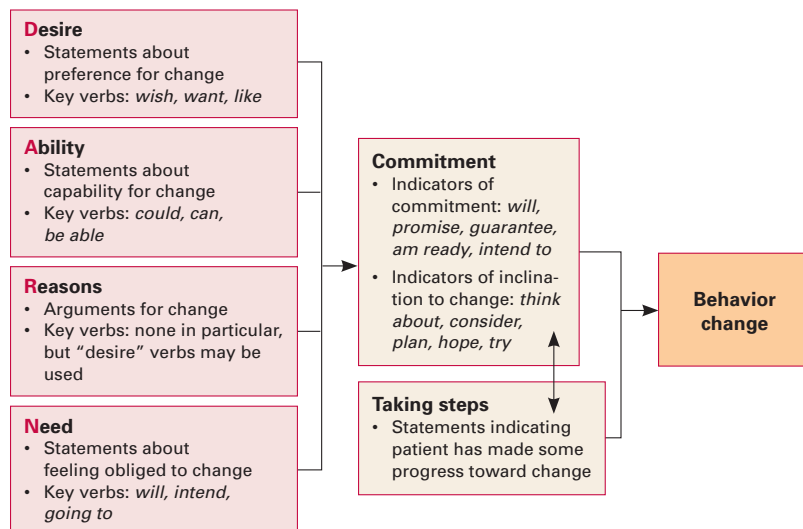 Desire
• Statements about
preference for change
• Key verbs: wish, want, like
Ability
• Statements about
capability for change
• Key verbs: could, can,
be able
Reasons
• Arguments for change
• Key verbs: none in particular,
but “desire” verbs may be
used
Need
• Statements about
feeling obliged to change
• Key verbs: will, intend,
going to
Commitment
• Indicators of
commitment: will,
promise, guarantee,
am ready, intend to
• Indicators of inclina-
tion to change: think
about, consider,
plan, hope, try
Taking steps
• Statements indicating
patient has made some
progress toward change
Behavior
change